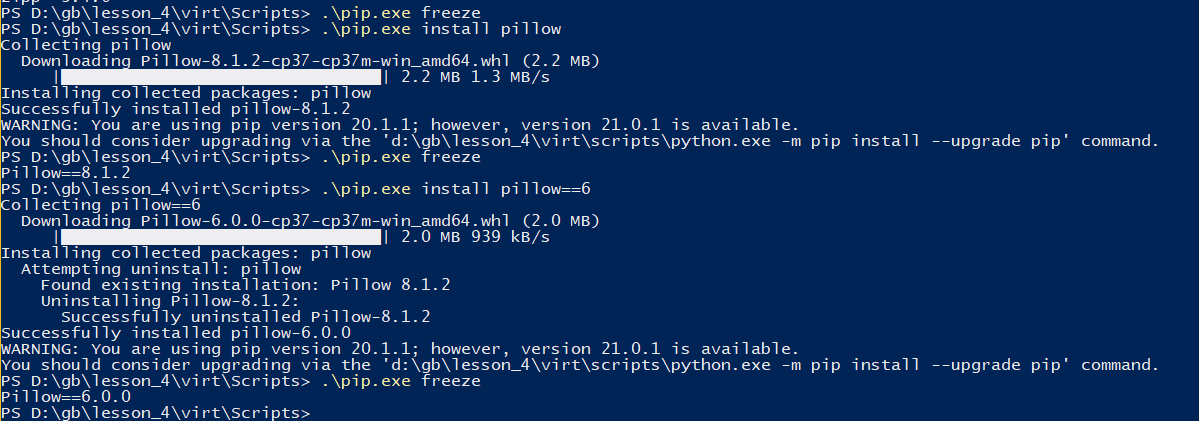 PS D:\gb\lesson_4\virt\Scripts> .\pip.exe freeze
PS D:\gb\lesson_4\virt\Scripts> .\pip.exe install pillow
Collecting pillow
  Downloading Pillow-8.1.2-cp37-cp37m-win_amd64.whl (2.2 MB)
     |████████████████████████████████| 2.2 MB 1.3 MB/s
Installing collected packages: pillow
Successfully installed pillow-8.1.2
WARNING: You are using pip version 20.1.1; however, version 21.0.1 is available.
You should consider upgrading via the 'd:\gb\lesson_4\virt\scripts\python.exe -m pip install --upgrade pip' command.
PS D:\gb\lesson_4\virt\Scripts> .\pip.exe freeze
Pillow==8.1.2
PS D:\gb\lesson_4\virt\Scripts> .\pip.exe install pillow==6
Collecting pillow==6
  Downloading Pillow-6.0.0-cp37-cp37m-win_amd64.whl (2.0 MB)
     |████████████████████████████████| 2.0 MB 939 kB/s
Installing collected packages: pillow
  Attempting uninstall: pillow
    Found existing installation: Pillow 8.1.2
    Uninstalling Pillow-8.1.2:
      Successfully uninstalled Pillow-8.1.2
Successfully installed pillow-6.0.0
WARNING: You are using pip version 20.1.1; however, version 21.0.1 is available.
You should consider upgrading via the 'd:\gb\lesson_4\virt\scripts\python.exe -m pip install --upgrade pip' command.
PS D:\gb\lesson_4\virt\Scripts> .\pip.exe freeze
Pillow==6.0.0
PS D:\gb\lesson_4\virt\Scripts>